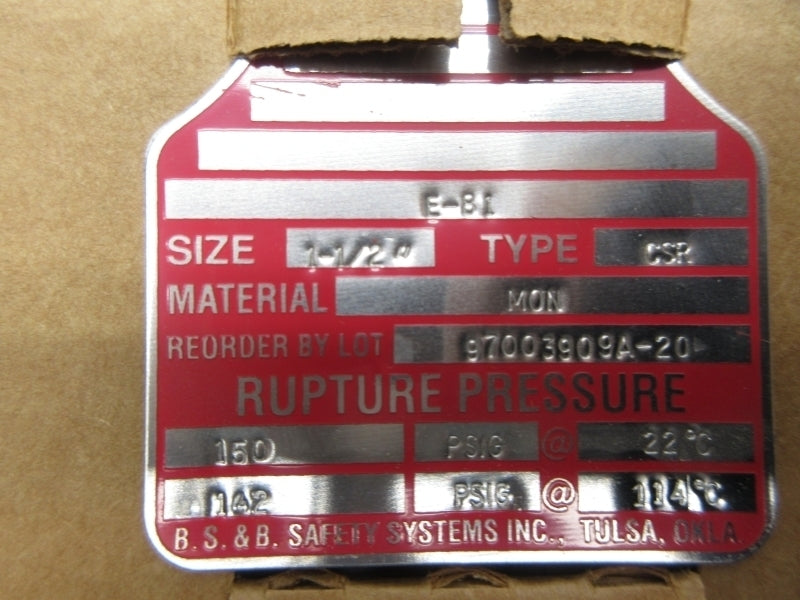 E-B1
SIZE 1-1/2" TYPE CSR
MATERIAL MON
REORDER BY LOT 97003909A-20
RUPTURE PRESSURE
150 PSIG @ 22°C
142 PSIG @ 114°C
B.S.&B. SAFETY SYSTEMS INC., TULSA, OKLA.